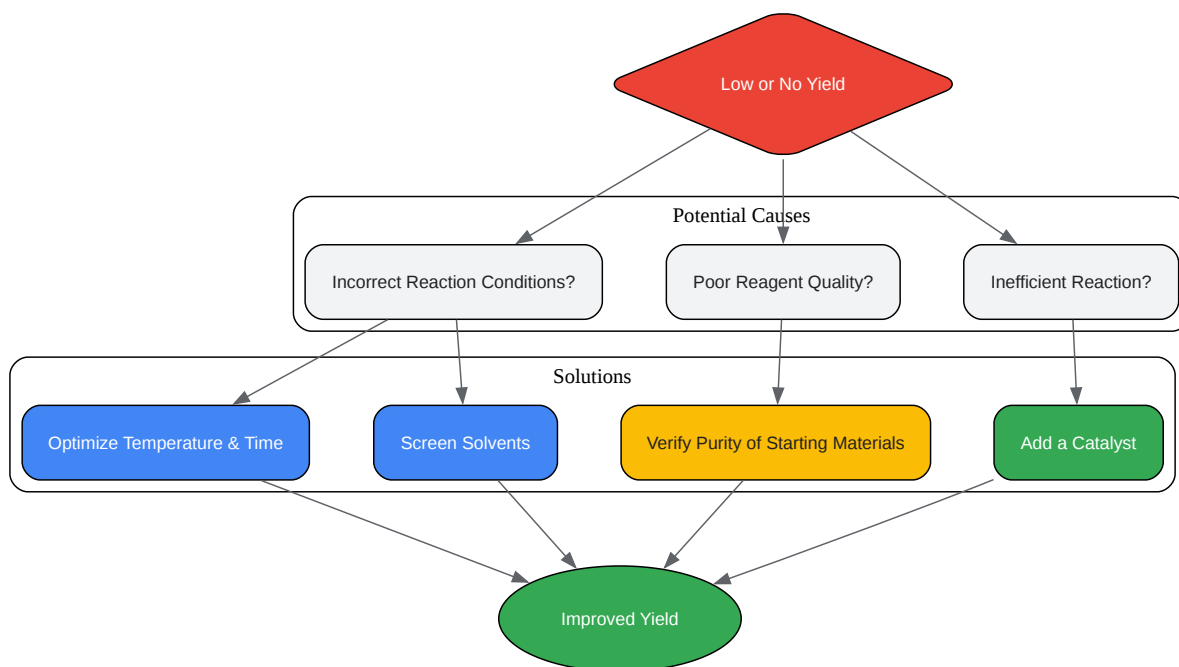 Low or No Yield
Potential Causes
Incorrect Reaction Conditions?
Poor Reagent Quality?
Inefficient Reaction?
Solutions
Optimize Temperature & Time
Screen Solvents
Verify Purity of Starting Materials
Add a Catalyst
Improved Yield